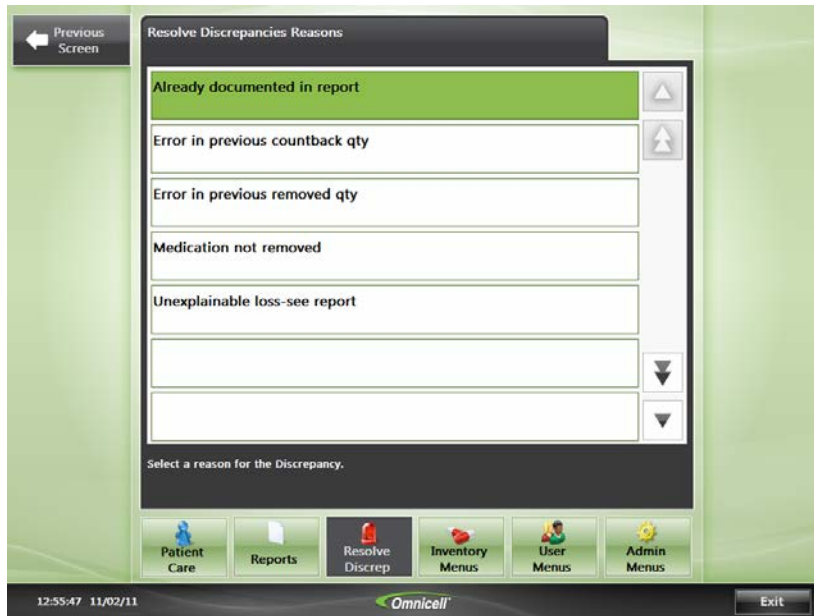 Previous
Screen
Resolve Discrepancies Reasons
Already documented in report
Error in previous countback qty
Error in previous removed qty
Medication not removed
Unexplainable loss-see report
Select a reason for the Discrepancy.
Patient
Care
Reports
Resolve
Discrep
Inventory
Menus
User
Menus
Admin
Menus
12:55:47 11/02/11
Omnicell
Exit